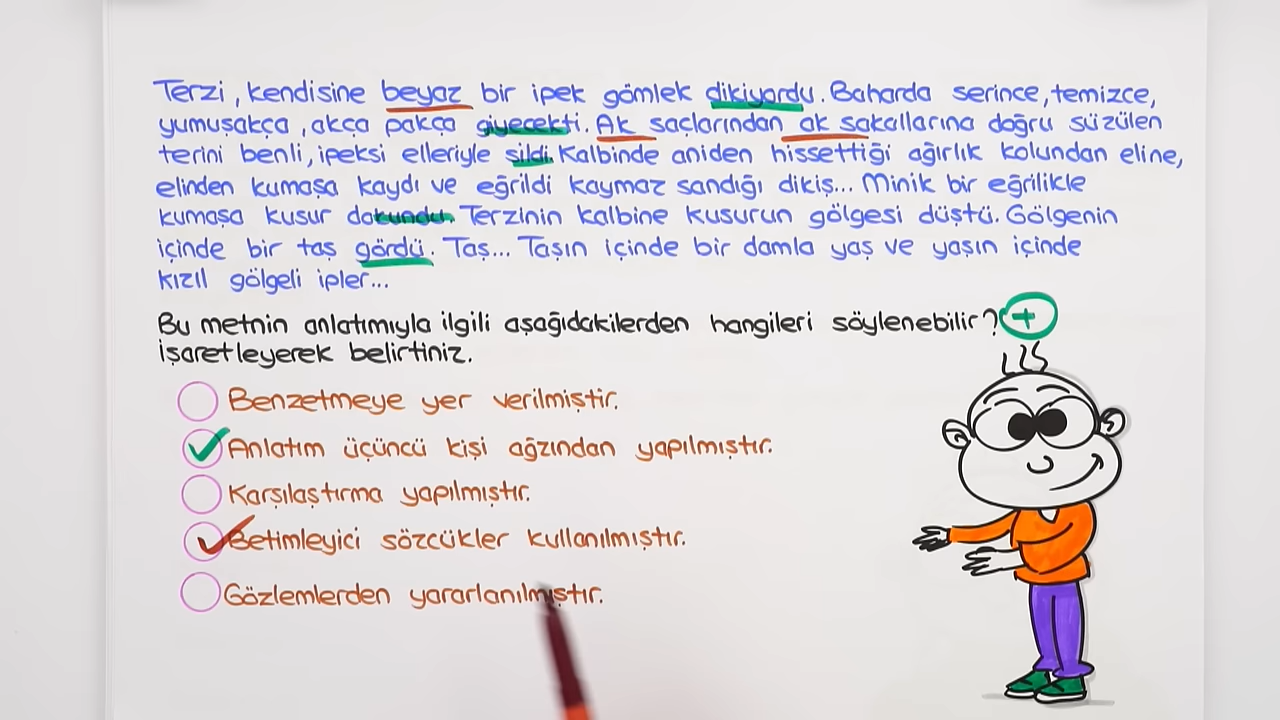 Terzi, kendisine beyaz bir ipek gömlek dikiyordu. Baharda serince, temizce,
yumuşakça, akça pakça giyecekti. Ak saçlarından ak sakallarına doğru süzülen
terini benli, ipeksi elleriyle sildi. Kalbinde aniden hissettiği ağırlık kolundan eline,
elinden kumaşa kaydı ve eğrildi kaymaz sandığı dikiş... Minik bir eğrilikle
kumaşa kusur dokundu. Terzinin kalbine kusurun gölgesi düştü. Gölgenin
içinde bir taş gördü. Taş... Taşın içinde bir damla yaş ve yaşın içinde
kızıl gölgeli ipler...
Bu metnin anlatımıyla ilgili aşağıdakilerden hangileri söylenebilir? +
İşaretleyerek belirtiniz.
Benzetmeye yer verilmiştir.
Anlatım üçüncü kişi ağzından yapılmıştır.
Karşılaştırma yapılmıştır.
Betimleyici sözcükler kullanılmıştır.
Gözlemlerden yararlanılmıştır.